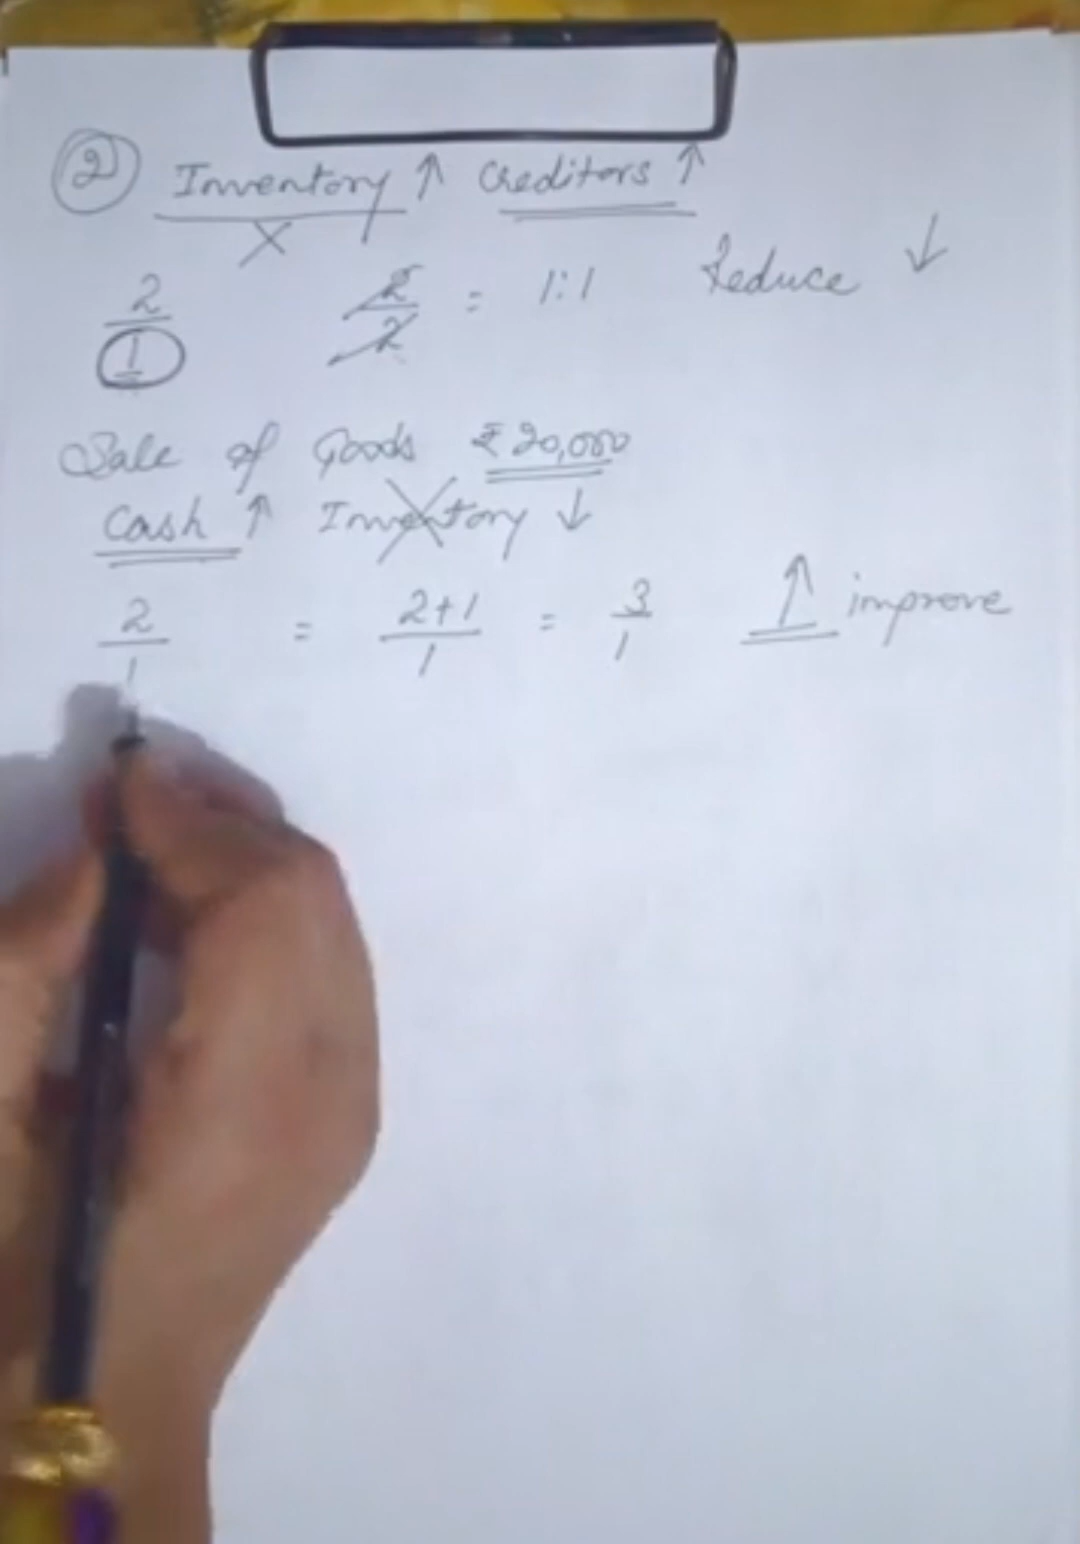 ② Inventory ↑ Creditors ↑
X
2/1 2/2 = 1:1 Reduce ↓
Sale of Goods ₹20,000
Cash ↑ Inventory ↓
2/1 = 2+1/1 = 3/1 ↑ improve